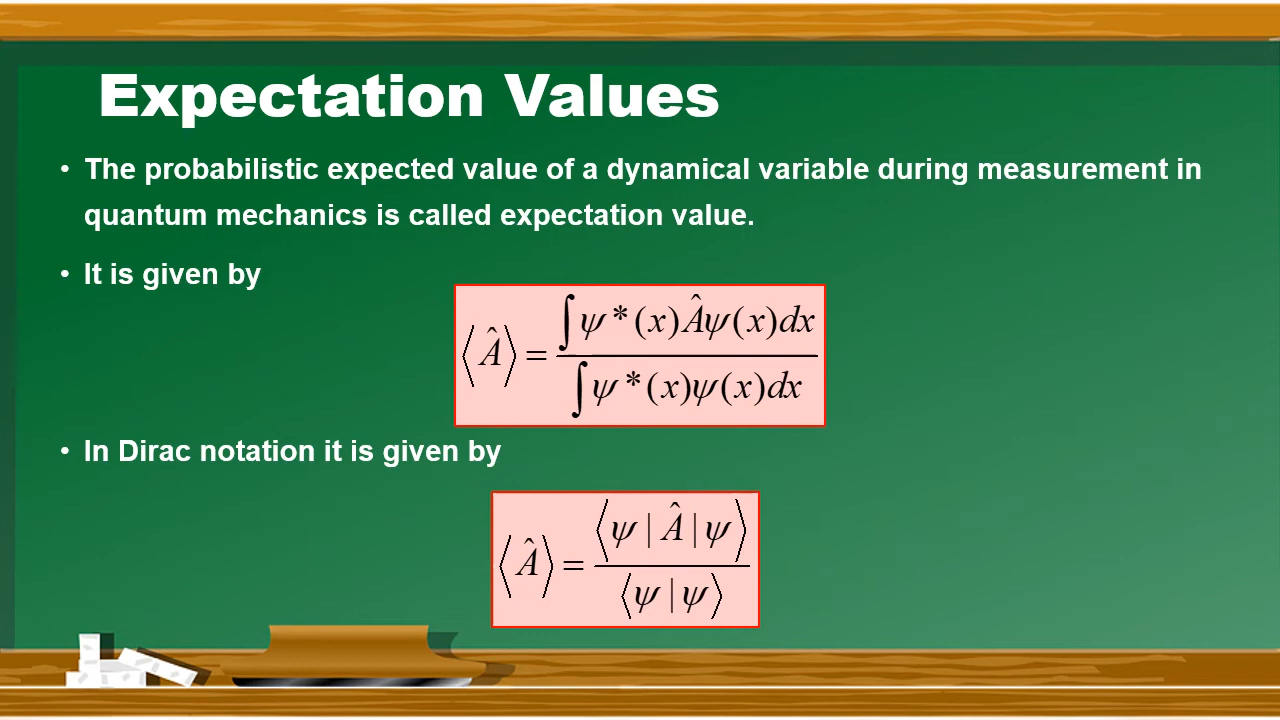 Expectation Values
• The probabilistic expected value of a dynamical variable during measurement in
quantum mechanics is called expectation value.
• It is given by
⟨Â⟩ = ∫ψ*(x)Âψ(x)dx / ∫ψ*(x)ψ(x)dx
• In Dirac notation it is given by
⟨Â⟩ = ⟨ψ|Â|ψ⟩ / ⟨ψ|ψ⟩